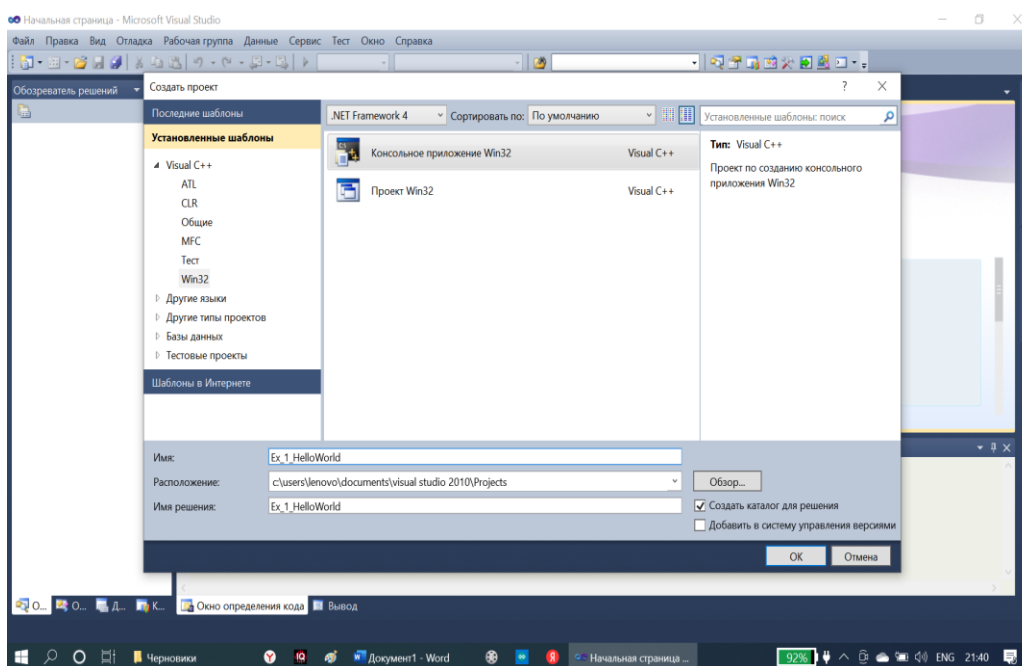 Начальная страница - Microsoft Visual Studio
Файл Правка Вид Отладка Рабочая группа Данные Сервис Тест Окно Справка
Обозреватель решений
Создать проект
Последние шаблоны
.NET Framework 4
Сортировать по:
По умолчанию
Установленные шаблоны: поиск
Установленные шаблоны
Visual C++
ATL
CLR
Общие
MFC
Тест
Win32
Другие языки
Другие типы проектов
Базы данных
Тестовые проекты
Шаблоны в Интернете
Консольное приложение Win32 Visual C++
Проект Win32 Visual C++
Тип: Visual C++
Проект по созданию консольного
приложения Win32
Имя: Ex_1_HelloWorld
Расположение: c:\users\lenovo\documents\visual studio 2010\Projects
Обзор...
Имя решения: Ex_1_HelloWorld
Создать каталог для решения
Добавить в систему управления версиями
OK Отмена
О... О... Д... К... Окно определения кода Вывод
Черновики
Документ1 - Word
Начальная страница ...
92%
ENG 21:40